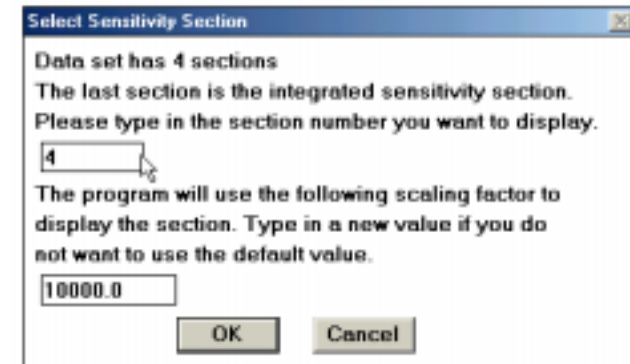 Select Sensitivity Section
Data set has 4 sections
The last section is the integrated sensitivity section.
Please type in the section number you want to display.
4
The program will use the following scaling factor to
display the section. Type in a new value if you do
not want to use the default value.
10000.0
OK Cancel